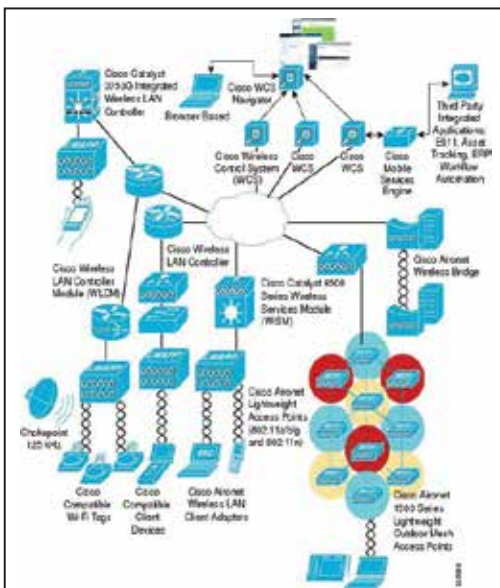 Cisco Catalyst
3750G Integrated
Wireless LAN
Controller
Browser Based
Cisco WCS
Navigator
Third Party
Integrated
Applications:
E911, Asset
Tracking, ERP,
Workflow
Automation
Cisco Wireless
Control System
(WCS)
Cisco
WCS
Cisco
WCS
Cisco
Mobile
Services
Engine
Cisco Wireless
LAN Controller
Cisco Aironet
Wireless Bridge
Cisco Wireless
LAN Controller
Module (WLCM)
Cisco Catalyst 6500
Series Wireless
Services Module
(WiSM)
Chokepoint
125 kHz
Cisco Aironet
Lightweight
Access Points
(802.11a/b/g
and 802.11n)
Cisco
Compatible
Wi-Fi Tags
Cisco
Compatible
Client
Devices
Cisco Aironet
Wireless LAN
Client Adapters
Cisco Aironet
1500 Series
Lightweight
Outdoor Mesh
Access Points